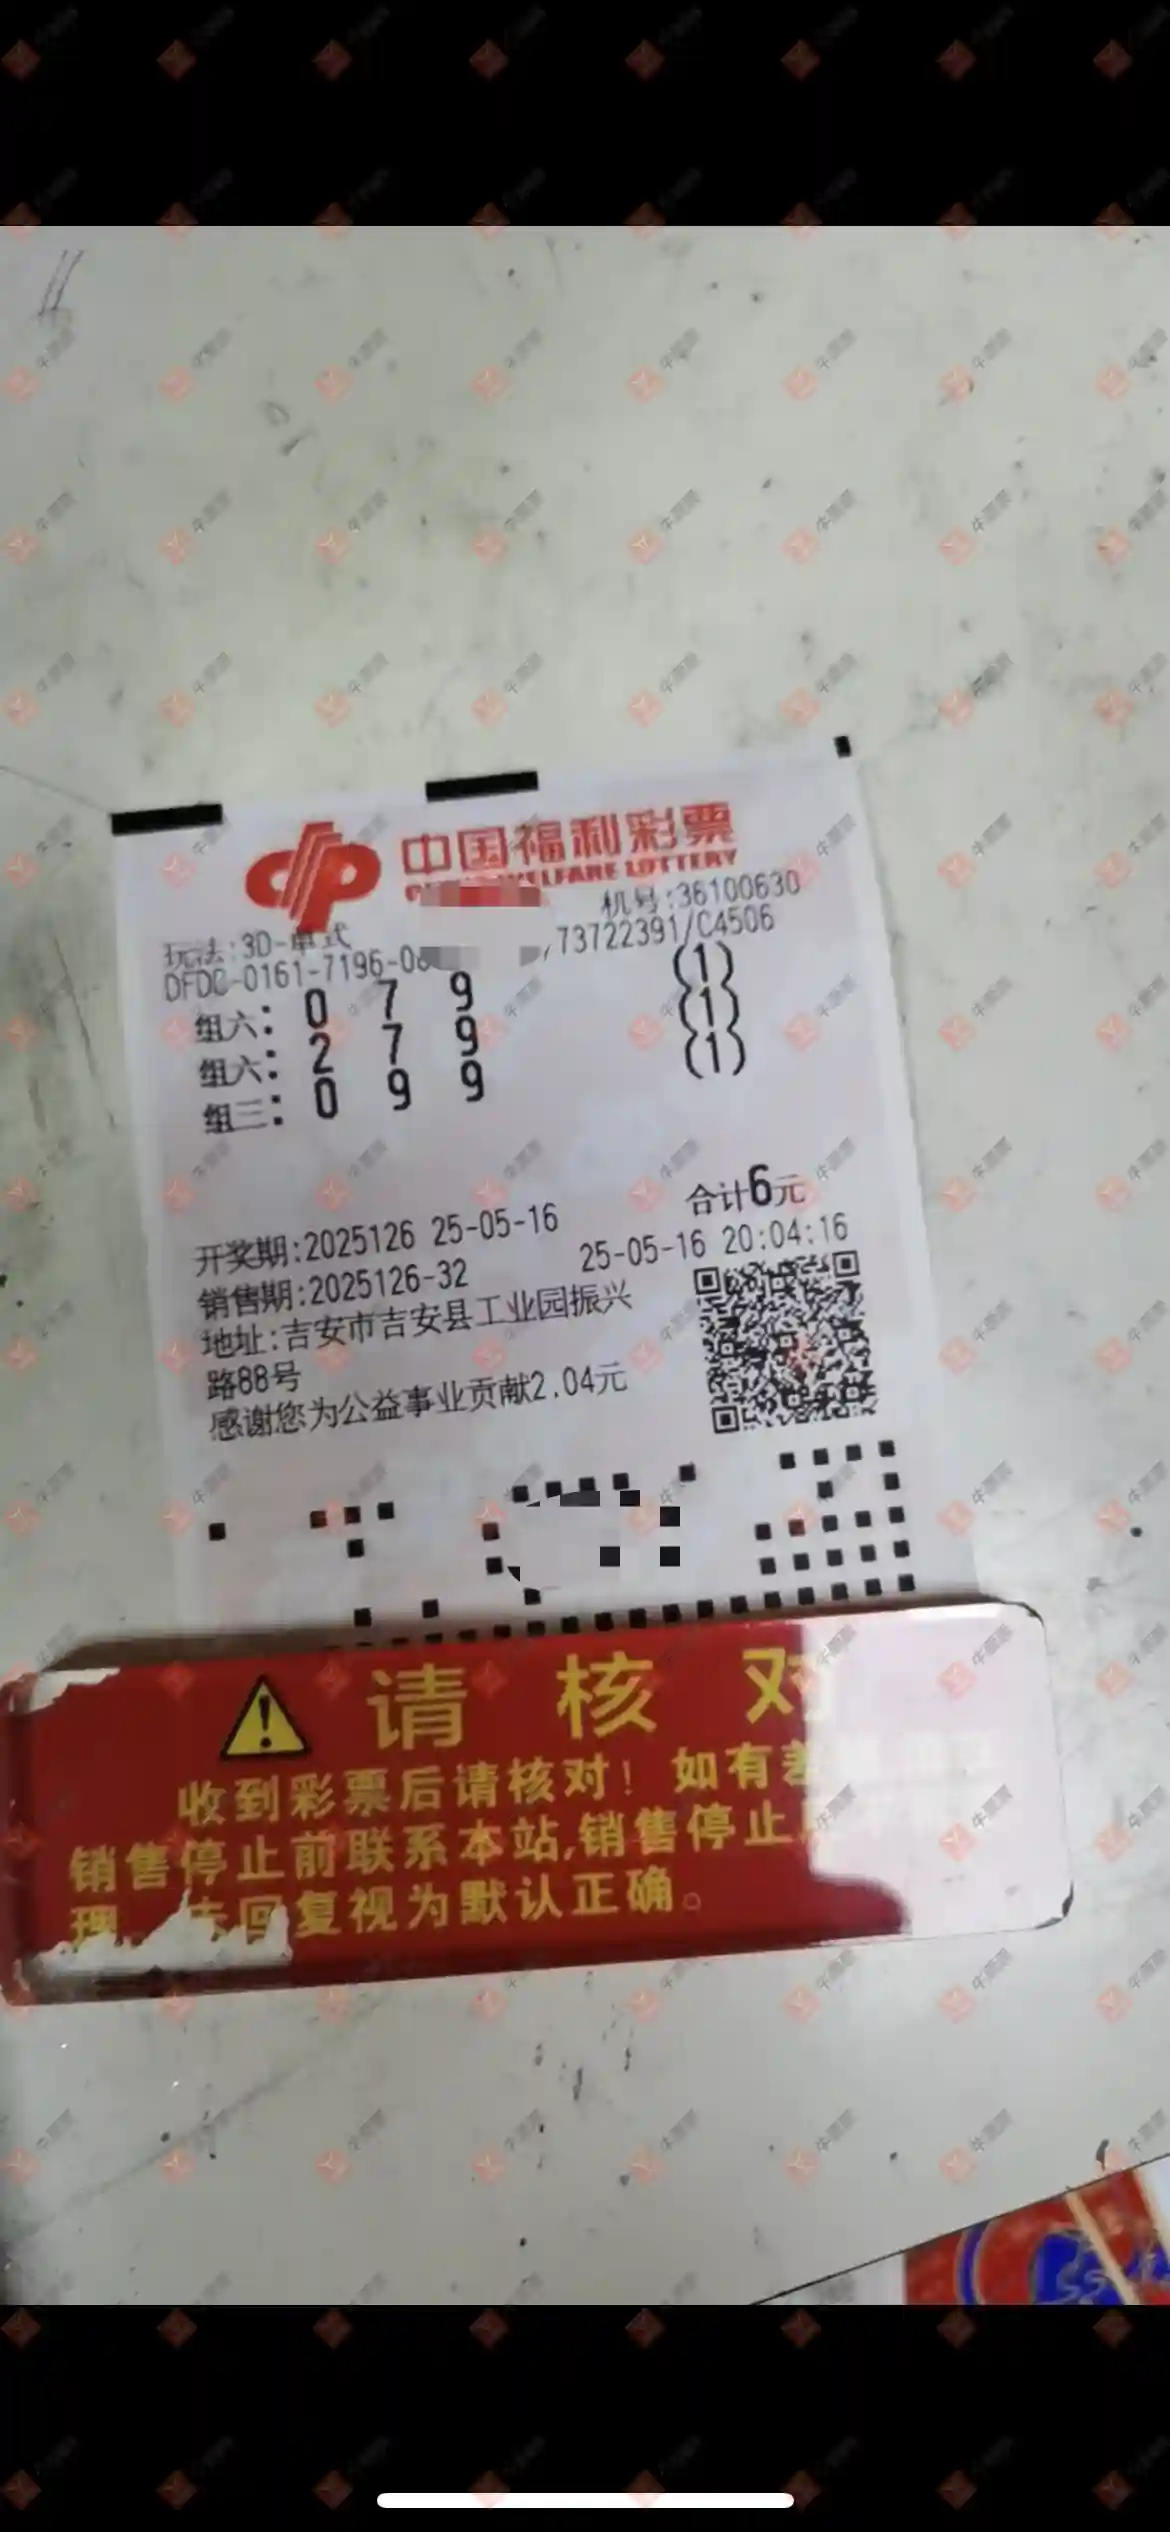 中国福利彩票
机号:36100630
玩法:3D-单式
73722391/C4506
组六: 0 7 9 (1)
组六: 2 7 9 (1)
组三: 0 9 9 (1)
合计6元
开奖期:2025126 25-05-16
25-05-16 20:04:16
销售期:2025126-32
地址:吉安市吉安县工业园振兴
路88号
感谢您为公益事业贡献2.04元
请 核 对
收到彩票后请核对! 如有差
销售停止前联系本站,销售停止
理 回复视为默认正确。